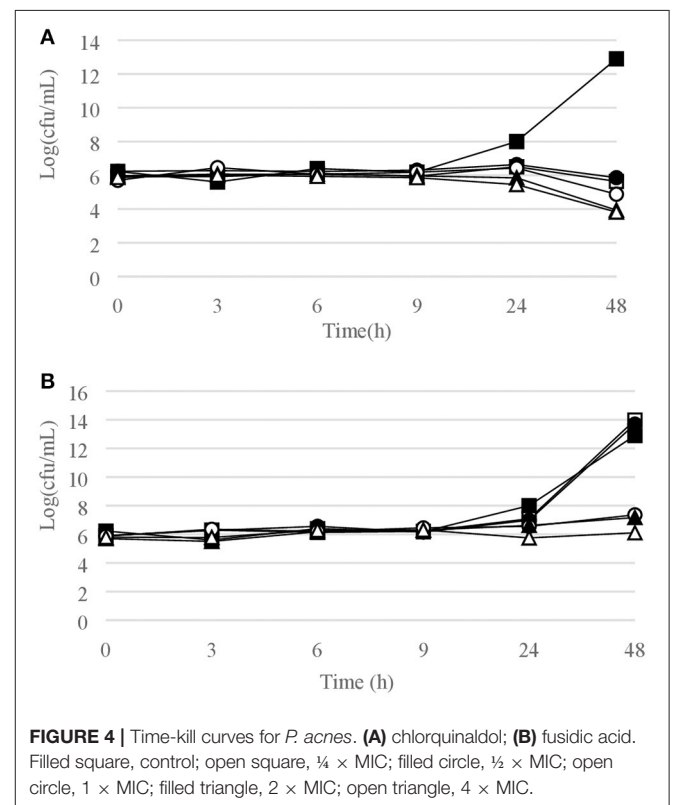 A
14
12
10
8
6
4
2
0
Log(cfu/mL)
0 3 6 9 24 48
Time(h)
B
16
14
12
10
8
6
4
2
0
Log(cfu/mL)
0 3 6 9 24 48
Time (h)
FIGURE 4 | Time-kill curves for P. acnes. (A) chlorquinaldol; (B) fusidic acid.
Filled square, control; open square, ¼ × MIC; filled circle, ½ × MIC; open
circle, 1 × MIC; filled triangle, 2 × MIC; open triangle, 4 × MIC.